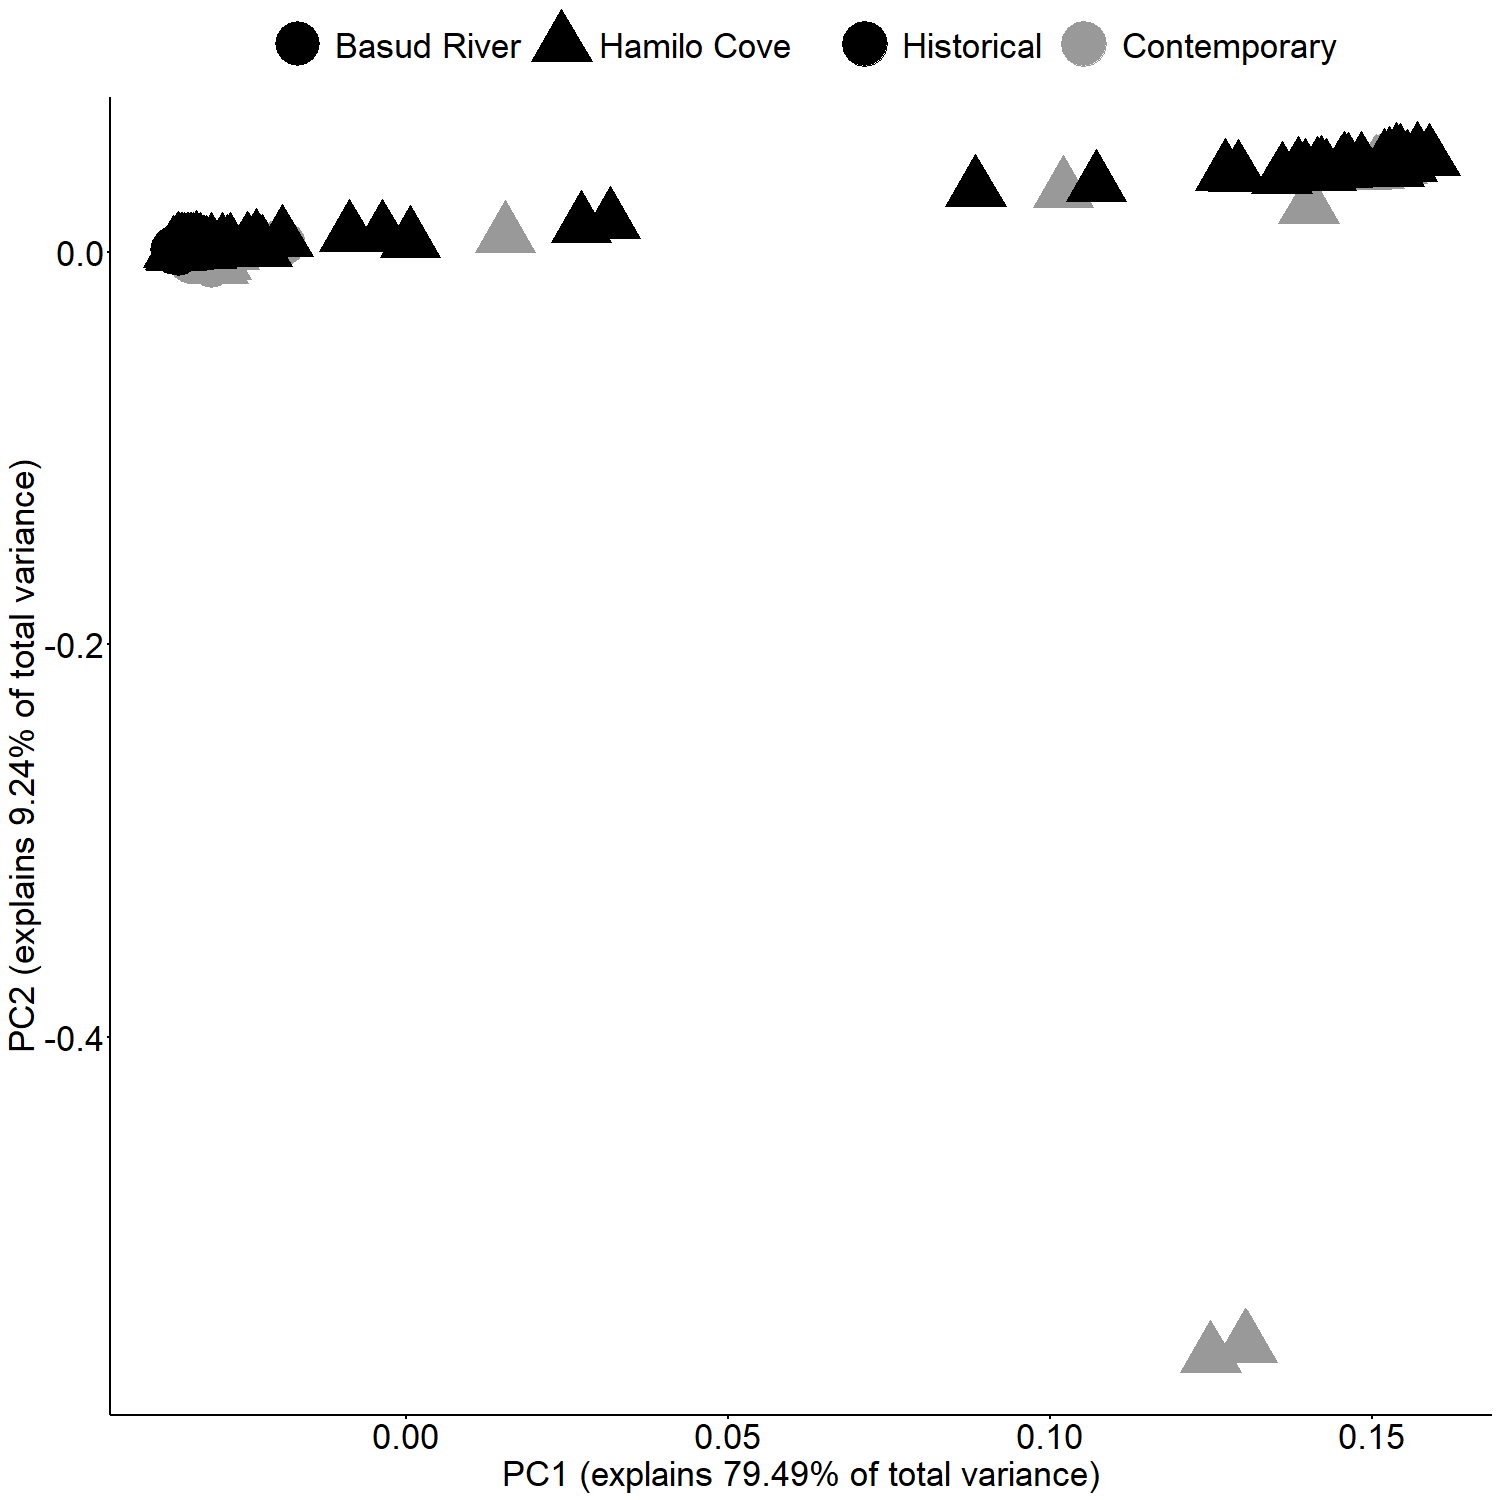 Basud River Hamilo Cove Historical Contemporary
0.0
-0.2
-0.4
PC2 (explains 9.24% of total variance)
0.00 0.05 0.10 0.15
PC1 (explains 79.49% of total variance)